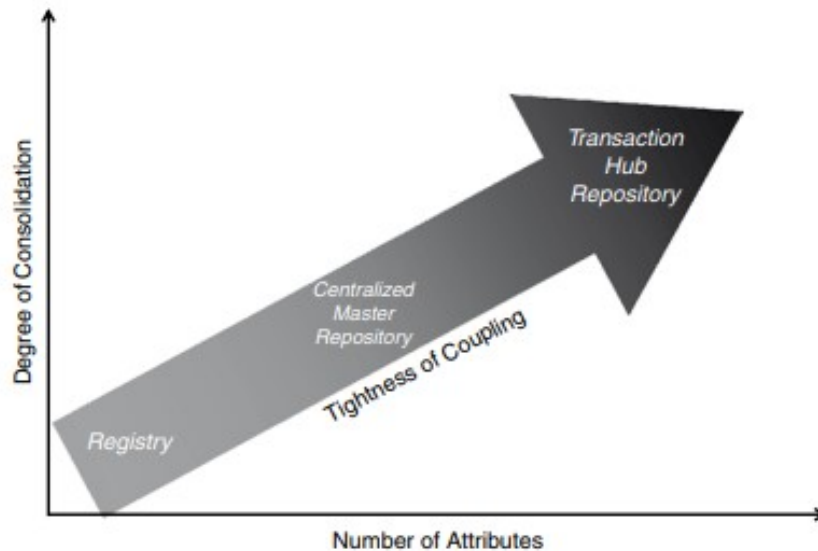 Degree of Consolidation
Transaction
Hub
Repository
Centralized
Master
Repository
Tightness of Coupling
Registry
Number of Attributes